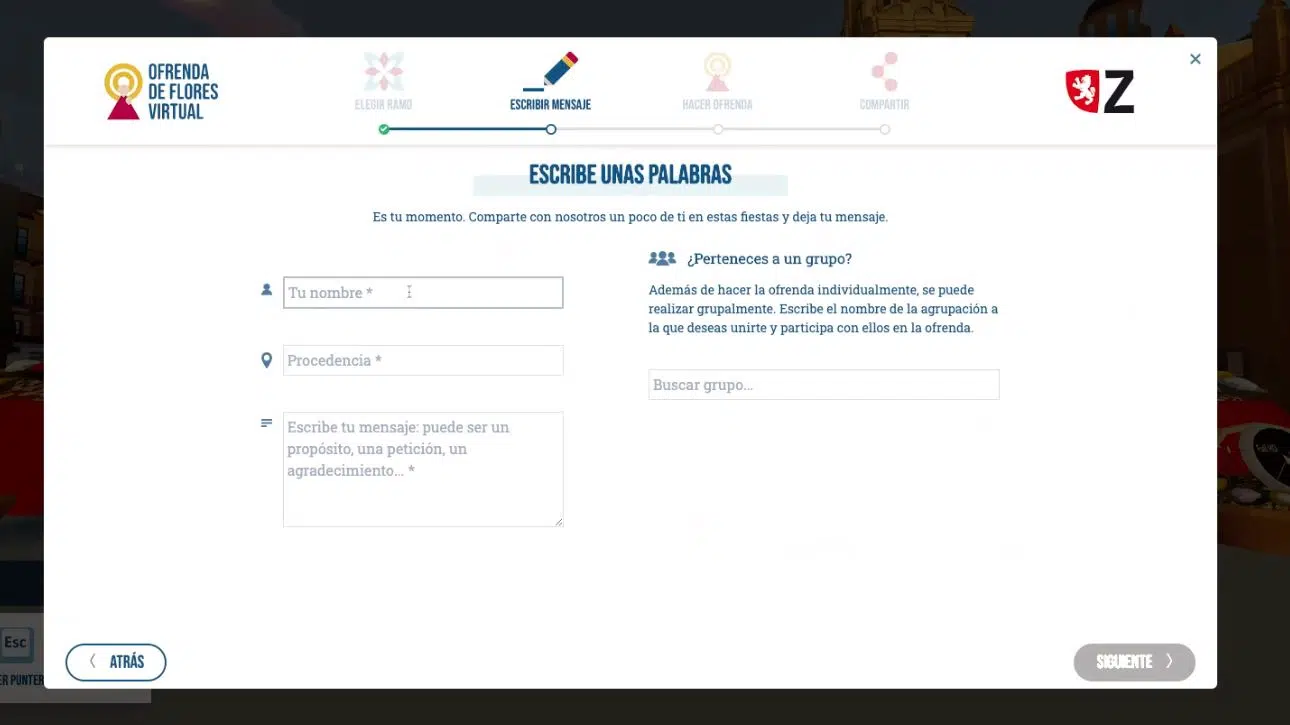 OFRENDA
DE FLORES
VIRTUAL
ELEGIR RAMO
ESCRIBIR MENSAJE
HACER OFRENDA
COMPARTIR
Z
ESCRIBE UNAS PALABRAS
Es tu momento. Comparte con nosotros un poco de ti en estas fiestas y deja tu mensaje.
Tu nombre *
Procedencia *
Escribe tu mensaje: puede ser un
propósito, una petición, un
agradecimiento... *
¿Perteneces a un grupo?
Además de hacer la ofrenda individualmente, se puede
realizar grupalmente. Escribe el nombre de la agrupación a
la que deseas unirte y participa con ellos en la ofrenda.
Buscar grupo...
Esc
ER PUNTER
ATRÁS
SIGUIENTE